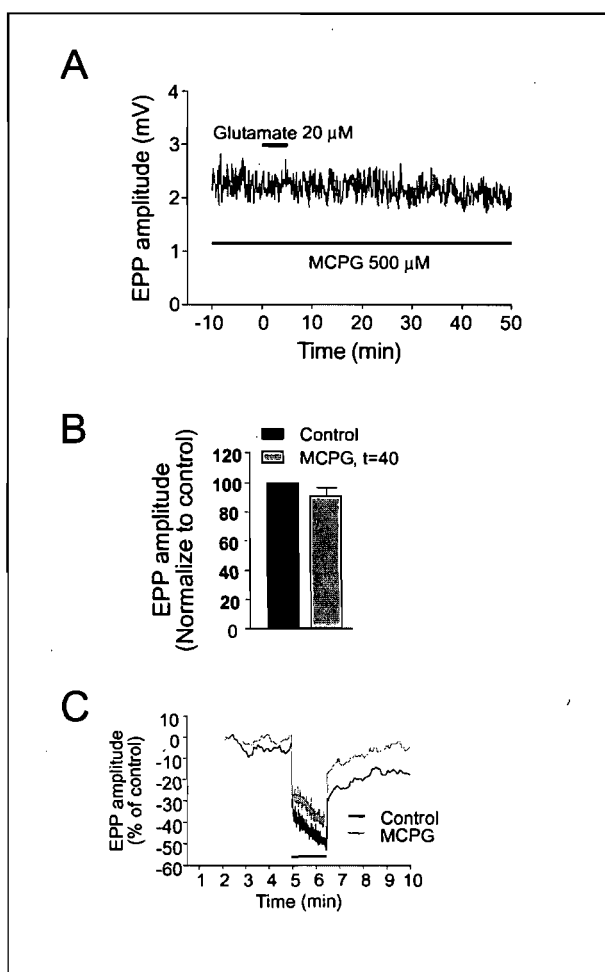 A
EPP amplitude (mV)
4
3
2
1
0
Glutamate 20 µM
MCPG 500 µM
-10 0 10 20 30 40 50
Time (min)
B
Control
MCPG, t=40
EPP amplitude
(Normalize to control)
120
100
80
60
40
20
0
C
EPP amplitude
(% of control)
10
0
-10
-20
-30
-40
-50
-60
Control
MCPG
1 2 3 4 5 6 7 8 9 10
Time (min)